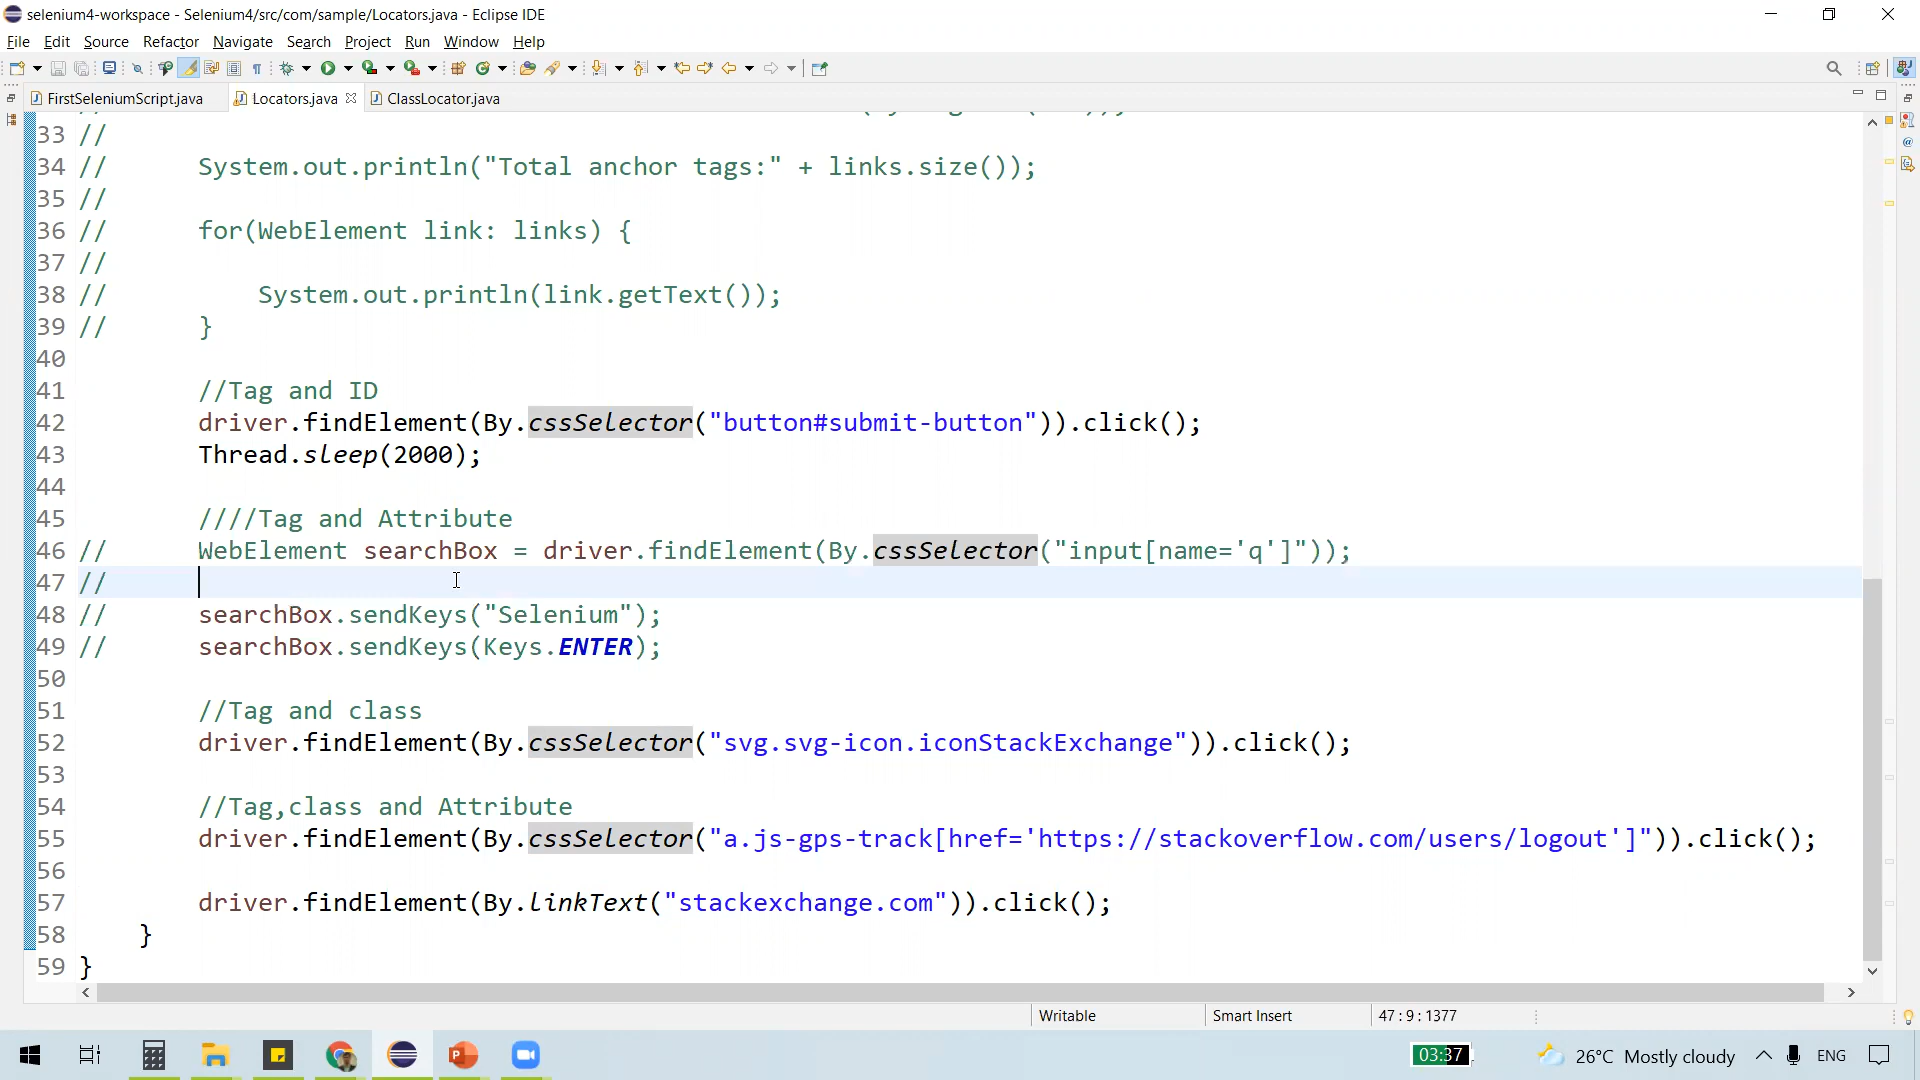 selenium4-workspace - Selenium4/src/com/sample/Locators.java - Eclipse IDE
File Edit Source Refactor Navigate Search Project Run Window Help
FirstSeleniumScript.java Locators.java ClassLocator.java
33 //
34 // System.out.println("Total anchor tags:" + links.size());
35 //
36 // for(WebElement link: links) {
37 //
38 // System.out.println(link.getText());
39 // }
40
41 //Tag and ID
42 driver.findElement(By.cssSelector("button#submit-button")).click();
43 Thread.sleep(2000);
44
45 ////Tag and Attribute
46 // WebElement searchBox = driver.findElement(By.cssSelector("input[name='q']"));
47 //
48 // searchBox.sendKeys("Selenium");
49 // searchBox.sendKeys(Keys.ENTER);
50
51 //Tag and class
52 driver.findElement(By.cssSelector("svg.svg-icon.iconStackExchange")).click();
53
54 //Tag,class and Attribute
55 driver.findElement(By.cssSelector("a.js-gps-track[href='https://stackoverflow.com/users/logout']")).click();
56
57 driver.findElement(By.linkText("stackexchange.com")).click();
58 }
59 }
Writable Smart Insert 47 : 9 : 1377
03:37 26°C Mostly cloudy ENG